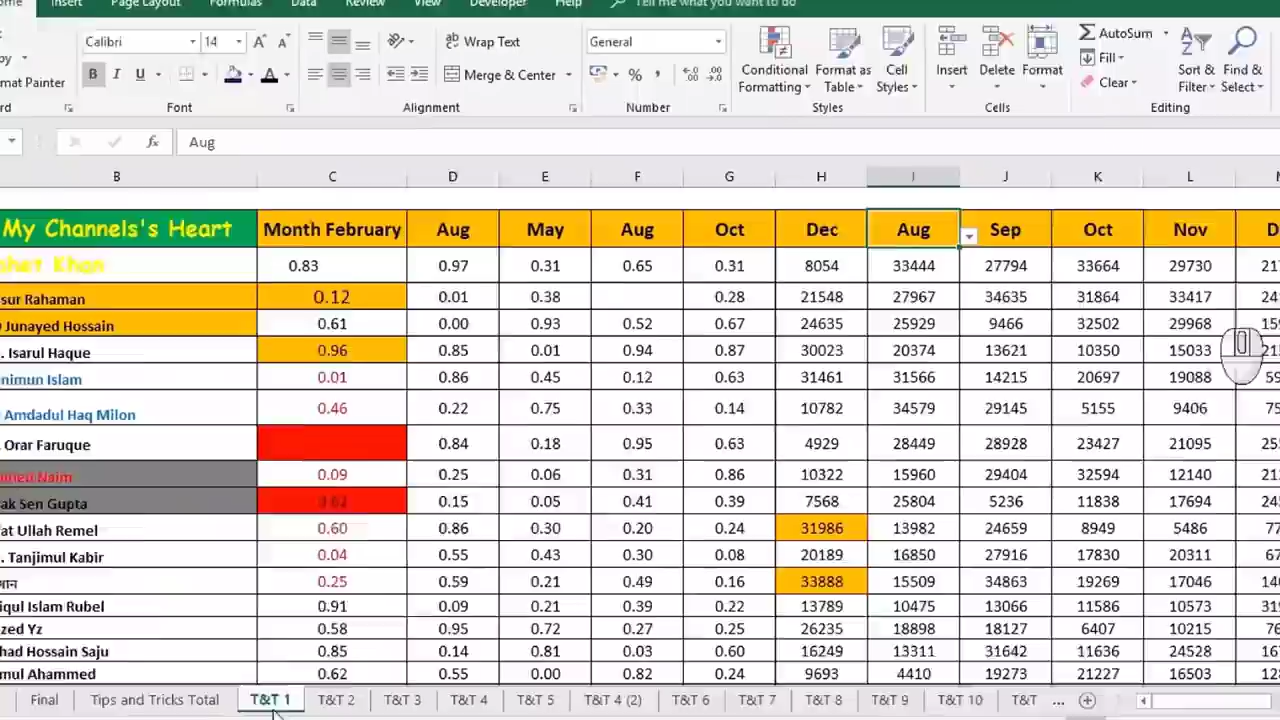 Insert Page Layout Formulas Data Review View Developer Help Tell me what you want to do
Calibri 14 Wrap Text General AutoSum
B I U Merge & Center % , Conditional Formatting Format as Table Cell Styles Insert Delete Format Fill Clear Sort & Filter Find & Select
mat Painter
Font Alignment Number Styles Cells Editing
fx Aug
B C D E F G H I J K L
My Channels's Heart Month February Aug May Aug Oct Dec Aug Sep Oct Nov D
Khan 0.83 0.97 0.31 0.65 0.31 8054 33444 27794 33664 29730
sur Rahaman 0.12 0.01 0.38 0.28 21548 27967 34635 31864 33417
Junayed Hossain 0.61 0.00 0.93 0.52 0.67 24635 25929 9466 32502 29968
. Isarul Haque 0.96 0.85 0.01 0.94 0.87 30023 20374 13621 10350 15033
nimun Islam 0.01 0.86 0.45 0.12 0.63 31461 31566 14215 20697 19088
Amdadul Haq Milon 0.46 0.22 0.75 0.33 0.14 10782 34579 29145 5155 9406
. Orar Faruque 0.84 0.18 0.95 0.63 4929 28449 28928 23427 21095
Naim 0.09 0.25 0.06 0.31 0.86 10322 15960 29404 32594 12140
ak Sen Gupta 0.15 0.05 0.41 0.39 7568 25804 5236 11838 17694
at Ullah Remel 0.60 0.86 0.30 0.20 0.24 31986 13982 24659 8949 5486
. Tanjimul Kabir 0.04 0.55 0.43 0.30 0.08 20189 16850 27916 17830 20311
0.25 0.59 0.21 0.49 0.16 33888 15509 34863 19269 17046
iqul Islam Rubel 0.91 0.09 0.21 0.39 0.22 13789 10475 13066 11586 10573
zed Yz 0.58 0.95 0.72 0.27 0.25 26235 18898 18127 6407 10215
had Hossain Saju 0.85 0.14 0.81 0.03 0.60 16249 13311 31642 11636 24528
mul Ahammed 0.62 0.55 0.00 0.82 0.24 9693 4410 19273 21227 16503
Final Tips and Tricks Total T&T 1 T&T 2 T&T 3 T&T 4 T&T 5 T&T 4 (2) T&T 6 T&T 7 T&T 8 T&T 9 T&T 10 T&T ...